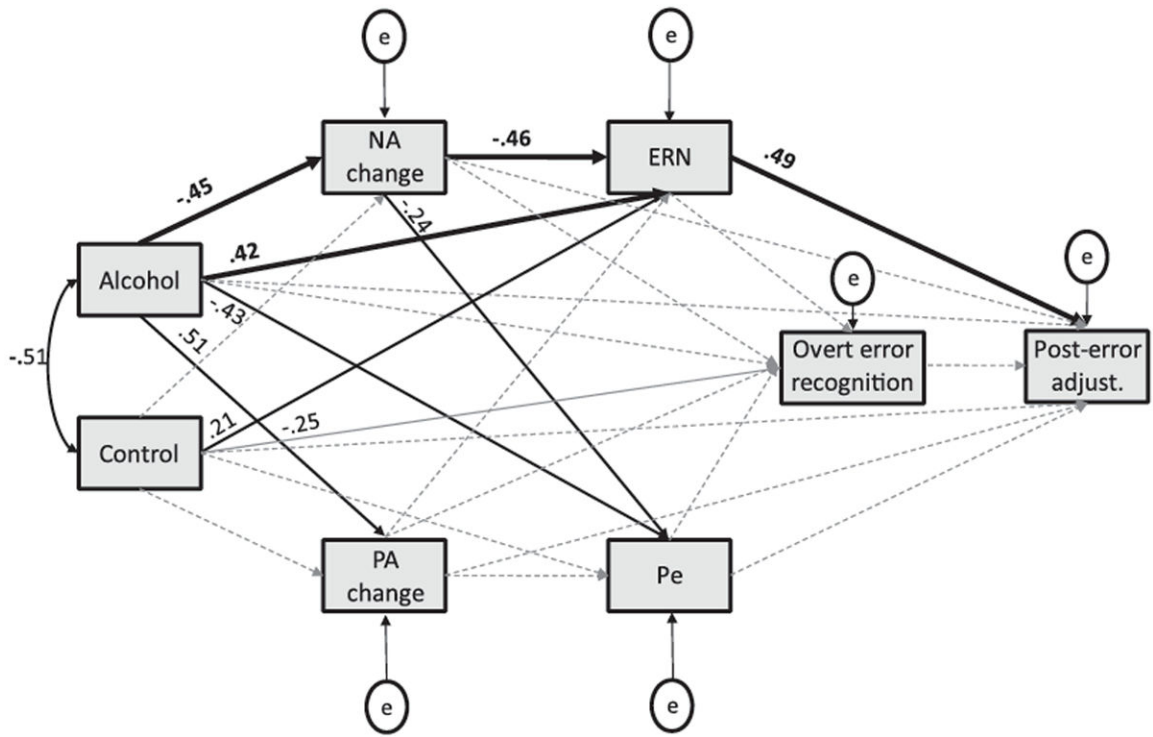 e
e
NA
change
-.46
ERN
.49
-.45
-.24
.42
Alcohol
e
e
-.43
.51
-.51
Overt error
recognition
Post-error
adjust.
.21
-.25
Control
PA
change
Pe
e
e